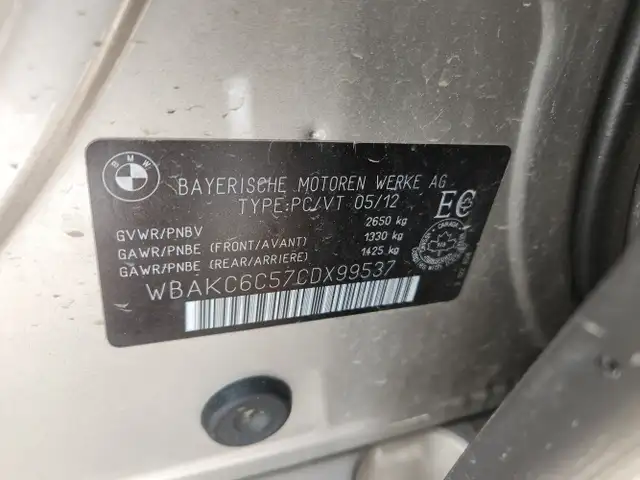 BMW
BAYERISCHE MOTOREN WERKE AG
TYPE:PC/VT 05/12
EC
GVWR/PNBV 2650 kg
GAWR/PNBE (FRONT/AVANT) 1330 kg
GAWR/PNBE (REAR/ARRIERE) 1425 kg
WBAKC6C57CDX99537